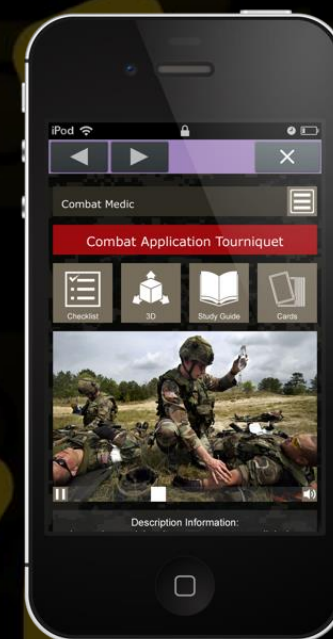 iPod
Combat Medic
Combat Application Tourniquet
Checklist
3D
Study Guide
Cards
Description Information: